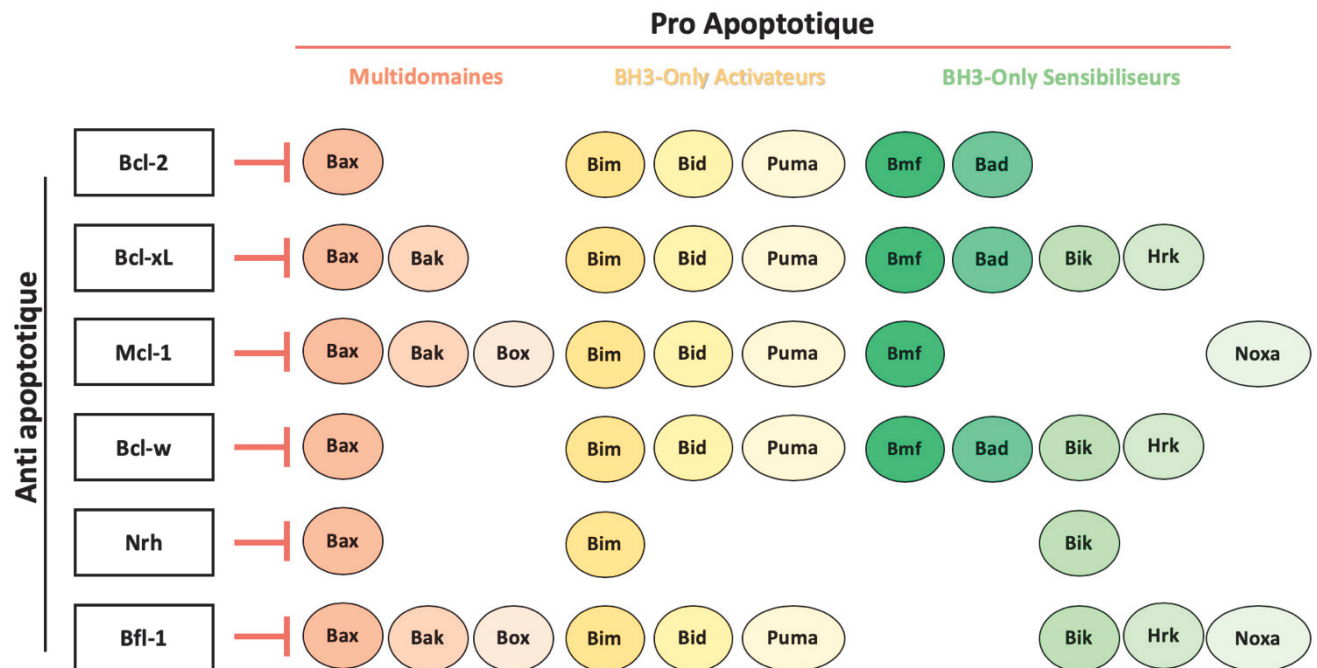 Pro Apoptotique
Multidomaines BH3-Only Activateurs BH3-Only Sensibiliseurs
Anti apoptotique
Bcl-2 Bax Bim Bid Puma Bmf Bad
Bcl-xL Bax Bak Bim Bid Puma Bmf Bad Bik Hrk
Mcl-1 Bax Bak Box Bim Bid Puma Bmf Noxa
Bcl-w Bax Bim Bid Puma Bmf Bad Bik Hrk
Nrh Bax Bim Bik
Bfl-1 Bax Bak Box Bim Bid Puma Bik Hrk Noxa